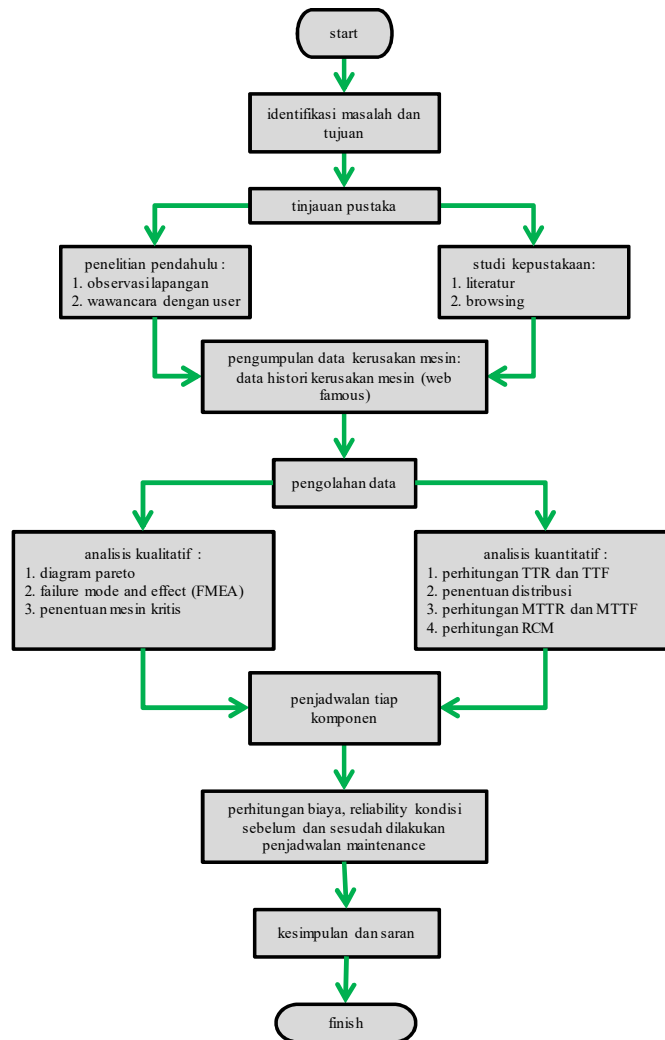 start
identifikasi masalah dan
tujuan
tinjauan pustaka
penelitian pendahulu :
1. observasi lapangan
2. wawancara dengan user
studi kepustakaan:
1. literatur
2. browsing
pengumpulan data kerusakan mesin:
data histori kerusakan mesin (web
famous)
pengolahan data
analisis kualitatif :
1. diagram pareto
2. failure mode and effect (FMEA)
3. penentuan mesin kritis
analisis kuantitatif :
1. perhitungan TTR dan TTF
2. penentuan distribusi
3. perhitungan MTTR dan MTTF
4. perhitungan RCM
penjadwalan tiap
komponen
perhitungan biaya, reliability kondisi
sebelum dan sesudah dilakukan
penjadwalan maintenance
kesimpulan dan saran
finish